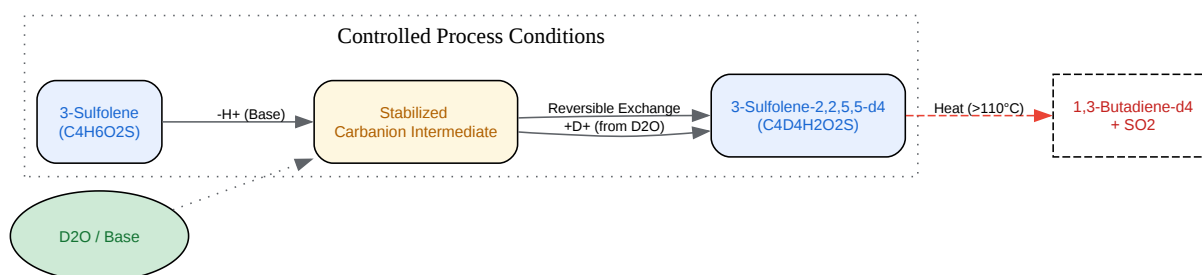 Controlled Process Conditions
3-Sulfolene
(C4H6O2S)
-H+ (Base)
Stabilized
Carbanion Intermediate
Reversible Exchange
+D+ (from D2O)
3-Sulfolene-2,2,5,5-d4
(C4D4H2O2S)
Heat (>110°C)
1,3-Butadiene-d4
+ SO2
D2O / Base